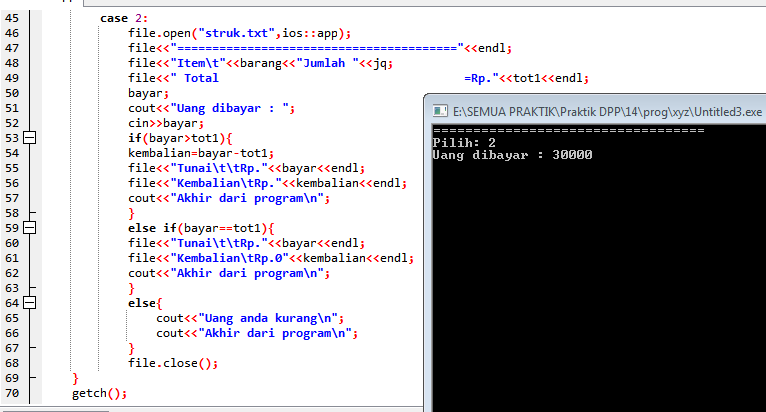 45 case 2:
46 file.open("struk.txt",ios::app);
47 file<<"========================================"<<endl;
48 file<<"Item\t"<<barang<<"Jumlah "<<jq;
49 file<<" Total =Rp."<<tot1<<endl;
50 bayar;
51 cout<<"Uang dibayar : ";
52 cin>>bayar;
53 if(bayar>tot1){
54 kembalian=bayar-tot1;
55 file<<"Tunai\t\tRp."<<bayar<<endl;
56 file<<"Kembalian\tRp."<<kembalian<<endl;
57 cout<<"Akhir dari program\n";
58 }
59 else if(bayar==tot1){
60 file<<"Tunai\t\tRp."<<bayar<<endl;
61 file<<"Kembalian\tRp.0"<<kembalian<<endl;
62 cout<<"Akhir dari program\n";
63 }
64 else{
65 cout<<"Uang anda kurang\n";
66 cout<<"Akhir dari program\n";
67 }
68 file.close();
69 }
70 getch();
E:\SEMUA PRAKTIK\Praktik DPP\14\prog\xyz\Untitled3.exe
==================================
Pilih: 2
Uang dibayar : 30000